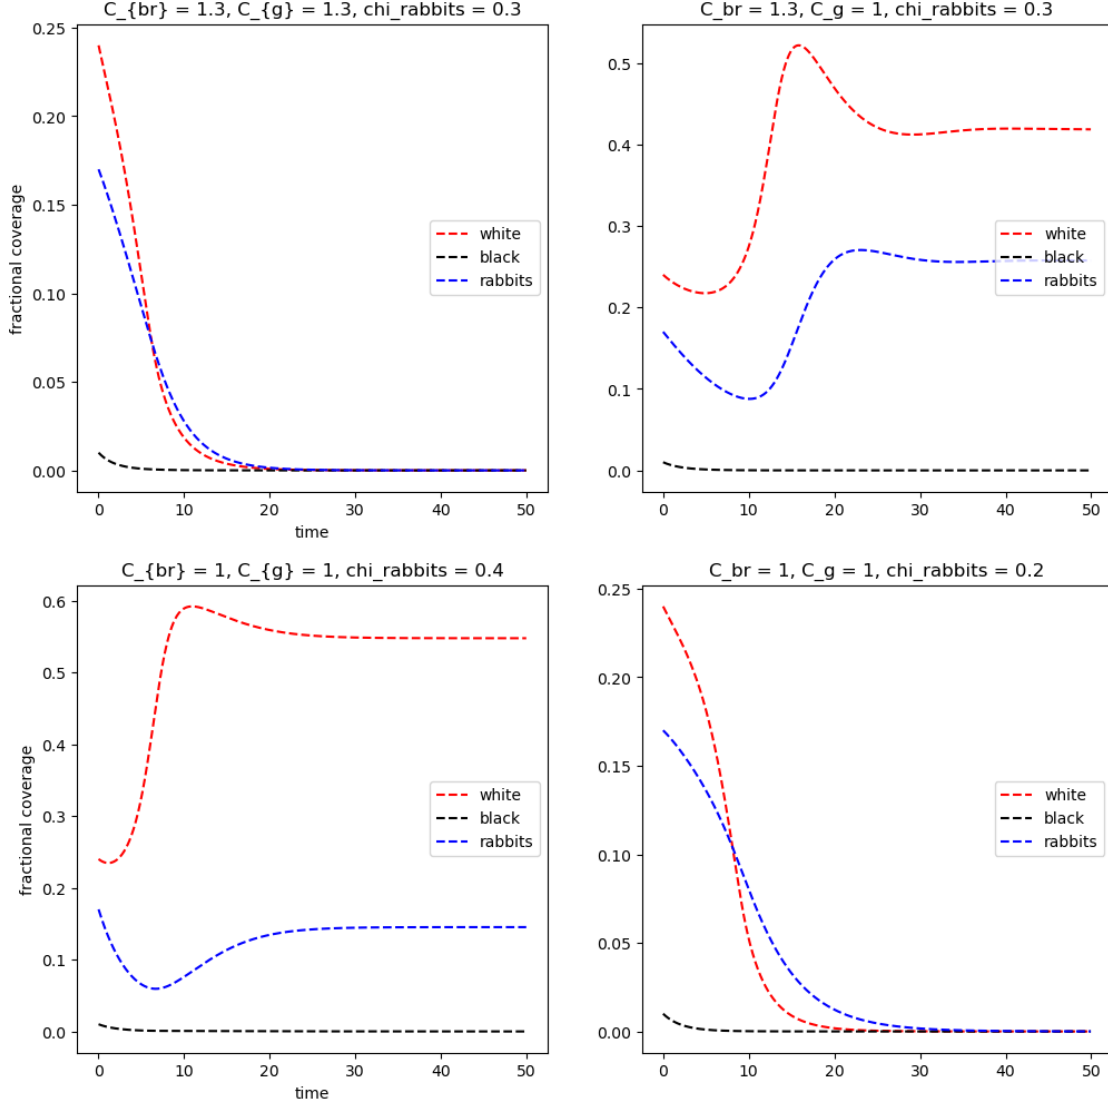 C_{br} = 1.3, C_{g} = 1.3, chi_rabbits = 0.3
0.25
0.20
0.15
0.10
0.05
0.00
fractional coverage
white
black
rabbits
0 10 20 30 40 50
time
C_br = 1.3, C_g = 1, chi_rabbits = 0.3
0.5
0.4
0.3
0.2
0.1
0.0
white
black
rabbits
0 10 20 30 40 50
C_{br} = 1, C_{g} = 1, chi_rabbits = 0.4
0.6
0.5
0.4
0.3
0.2
0.1
0.0
fractional coverage
white
black
rabbits
0 10 20 30 40 50
time
C_br = 1, C_g = 1, chi_rabbits = 0.2
0.25
0.20
0.15
0.10
0.05
0.00
white
black
rabbits
0 10 20 30 40 50